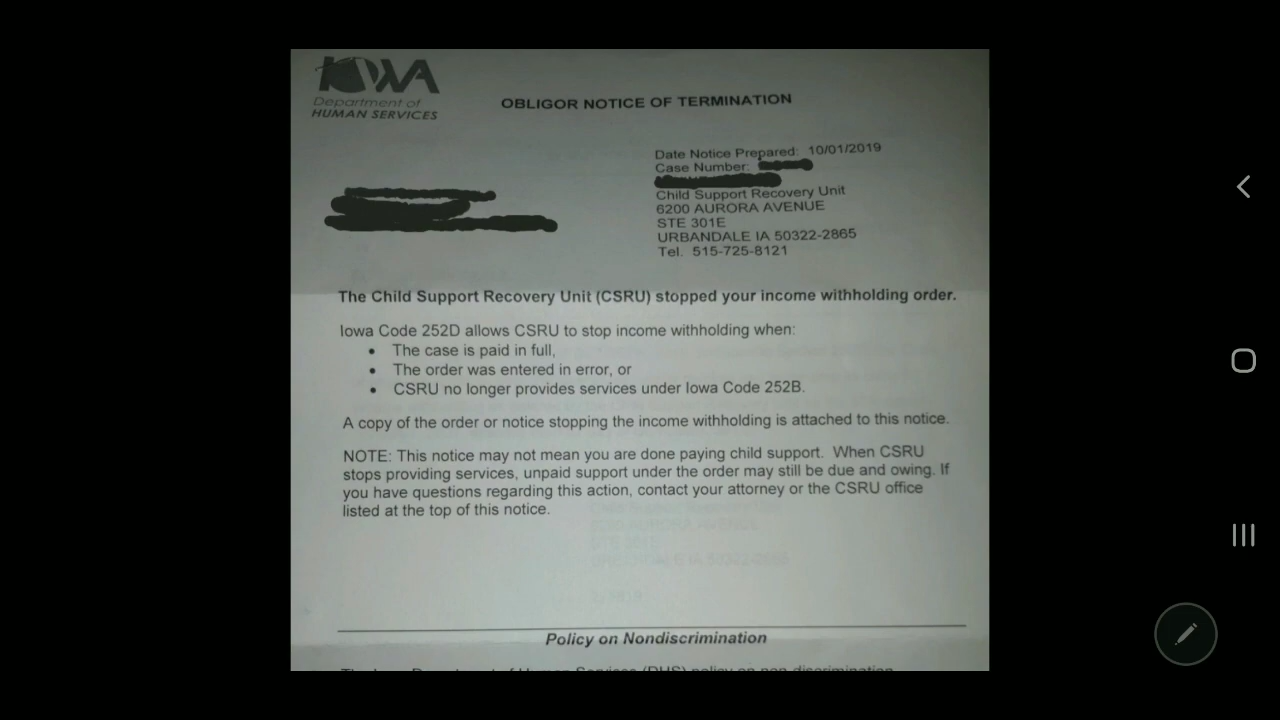 IOWA
Department of
HUMAN SERVICES
OBLIGOR NOTICE OF TERMINATION
Date Notice Prepared: 10/01/2019
Case Number:
Child Support Recovery Unit
6200 AURORA AVENUE
STE 301E
URBANDALE IA 50322-2865
Tel. 515-725-8121
The Child Support Recovery Unit (CSRU) stopped your income withholding order.
Iowa Code 252D allows CSRU to stop income withholding when:
• The case is paid in full,
• The order was entered in error, or
• CSRU no longer provides services under Iowa Code 252B.
A copy of the order or notice stopping the income withholding is attached to this notice.
NOTE: This notice may not mean you are done paying child support. When CSRU
stops providing services, unpaid support under the order may still be due and owing. If
you have questions regarding this action, contact your attorney or the CSRU office
listed at the top of this notice.
Policy on Nondiscrimination